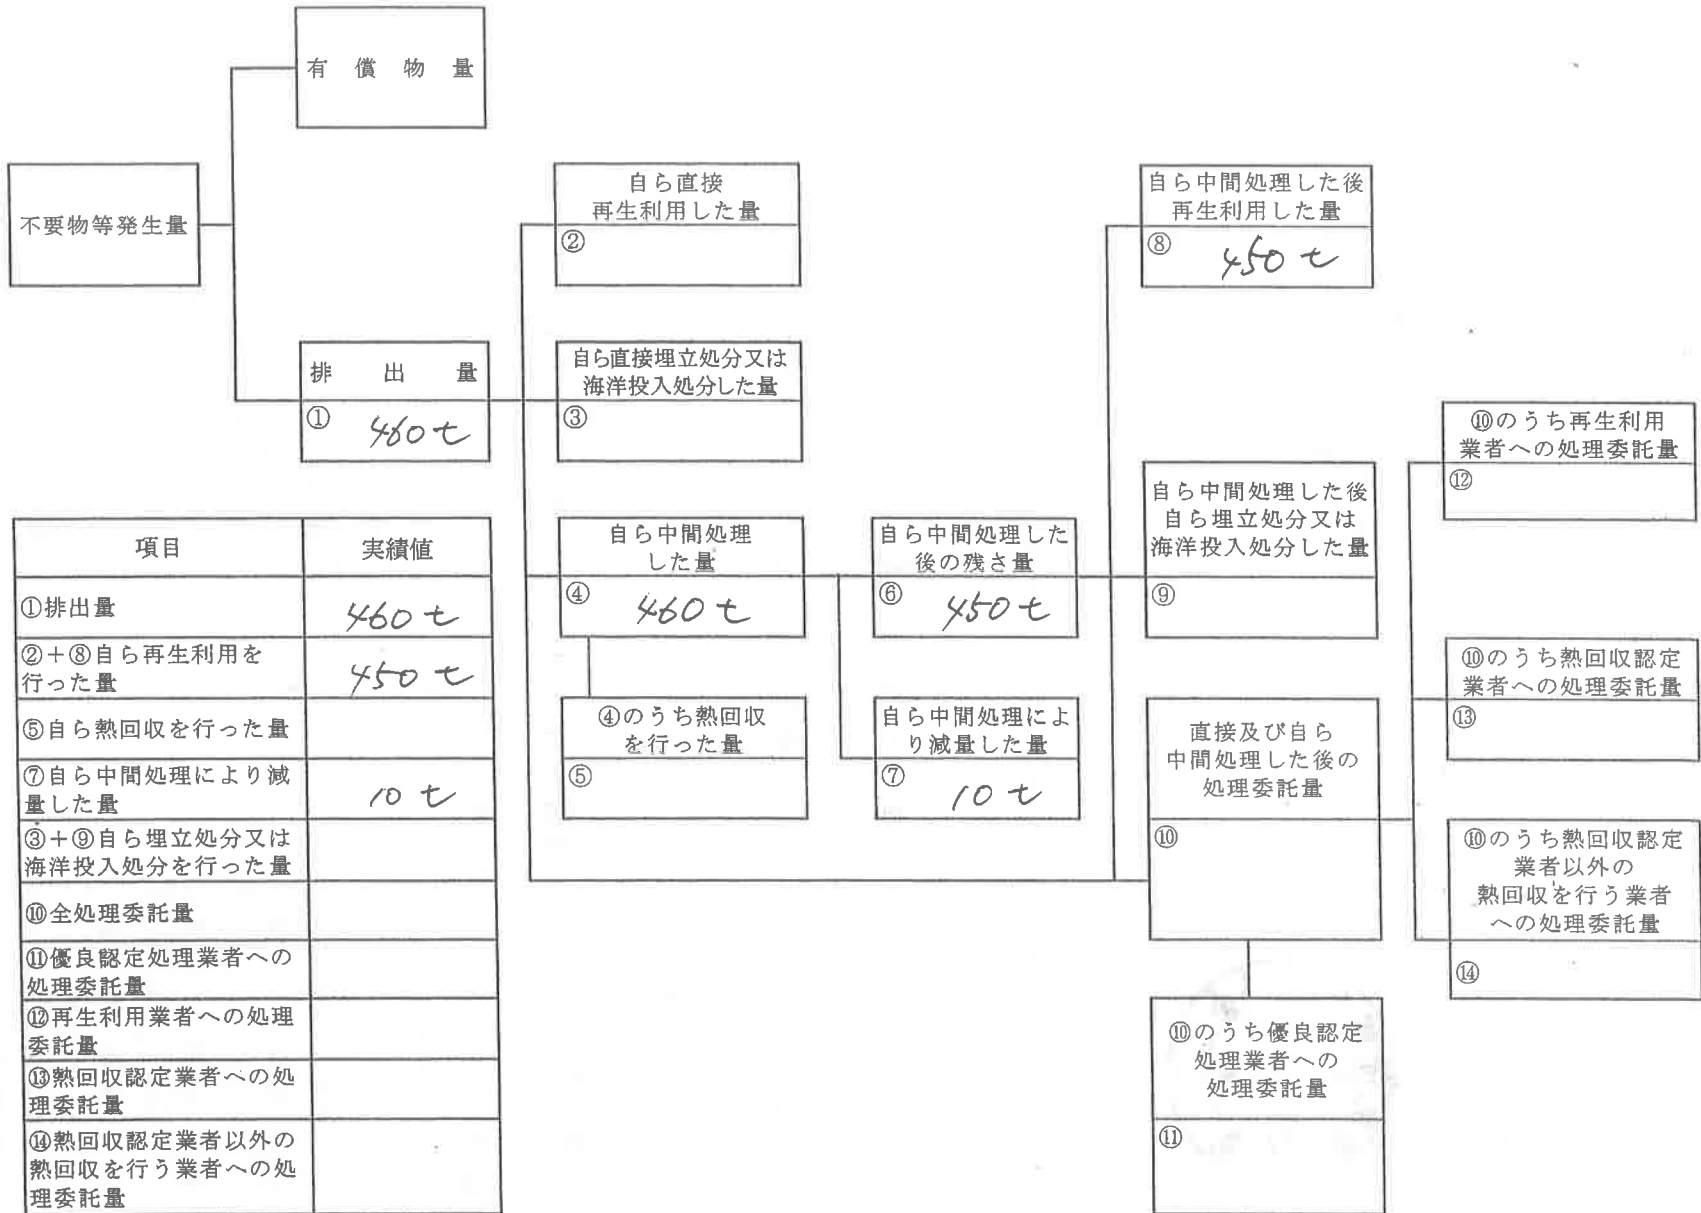 有償物量
不要物等発生量
自ら直接
再生利用した量
②
自ら中間処理した後
再生利用した量
⑧ 450t
排出量
① 460t
自ら直接埋立処分又は
海洋投入処分した量
③
⑩のうち再生利用
業者への処理委託量
⑫
自ら中間処理
した量
④ 460t
自ら中間処理した
後の残さ量
⑥ 450t
自ら中間処理した後
自ら埋立処分又は
海洋投入処分した量
⑨
⑩のうち熱回収認定
業者への処理委託量
⑬
④のうち熱回収
を行った量
⑤
自ら中間処理によ
り減量した量
⑦ 10t
直接及び自ら
中間処理した後の
処理委託量
⑩
⑩のうち熱回収認定
業者以外の
熱回収を行う業者
への処理委託量
⑭
⑩のうち優良認定
処理業者への
処理委託量
⑪
項目 実績値
①排出量 460t
②+⑧自ら再生利用を
行った量 450t
⑤自ら熱回収を行った量
⑦自ら中間処理により減
量した量 10t
③+⑨自ら埋立処分又は
海洋投入処分を行った量
⑩全処理委託量
⑪優良認定処理業者への
処理委託量
⑫再生利用業者への処理
委託量
⑬熱回収認定業者への処
理委託量
⑭熱回収認定業者以外の
熱回収を行う業者への処
理委託量